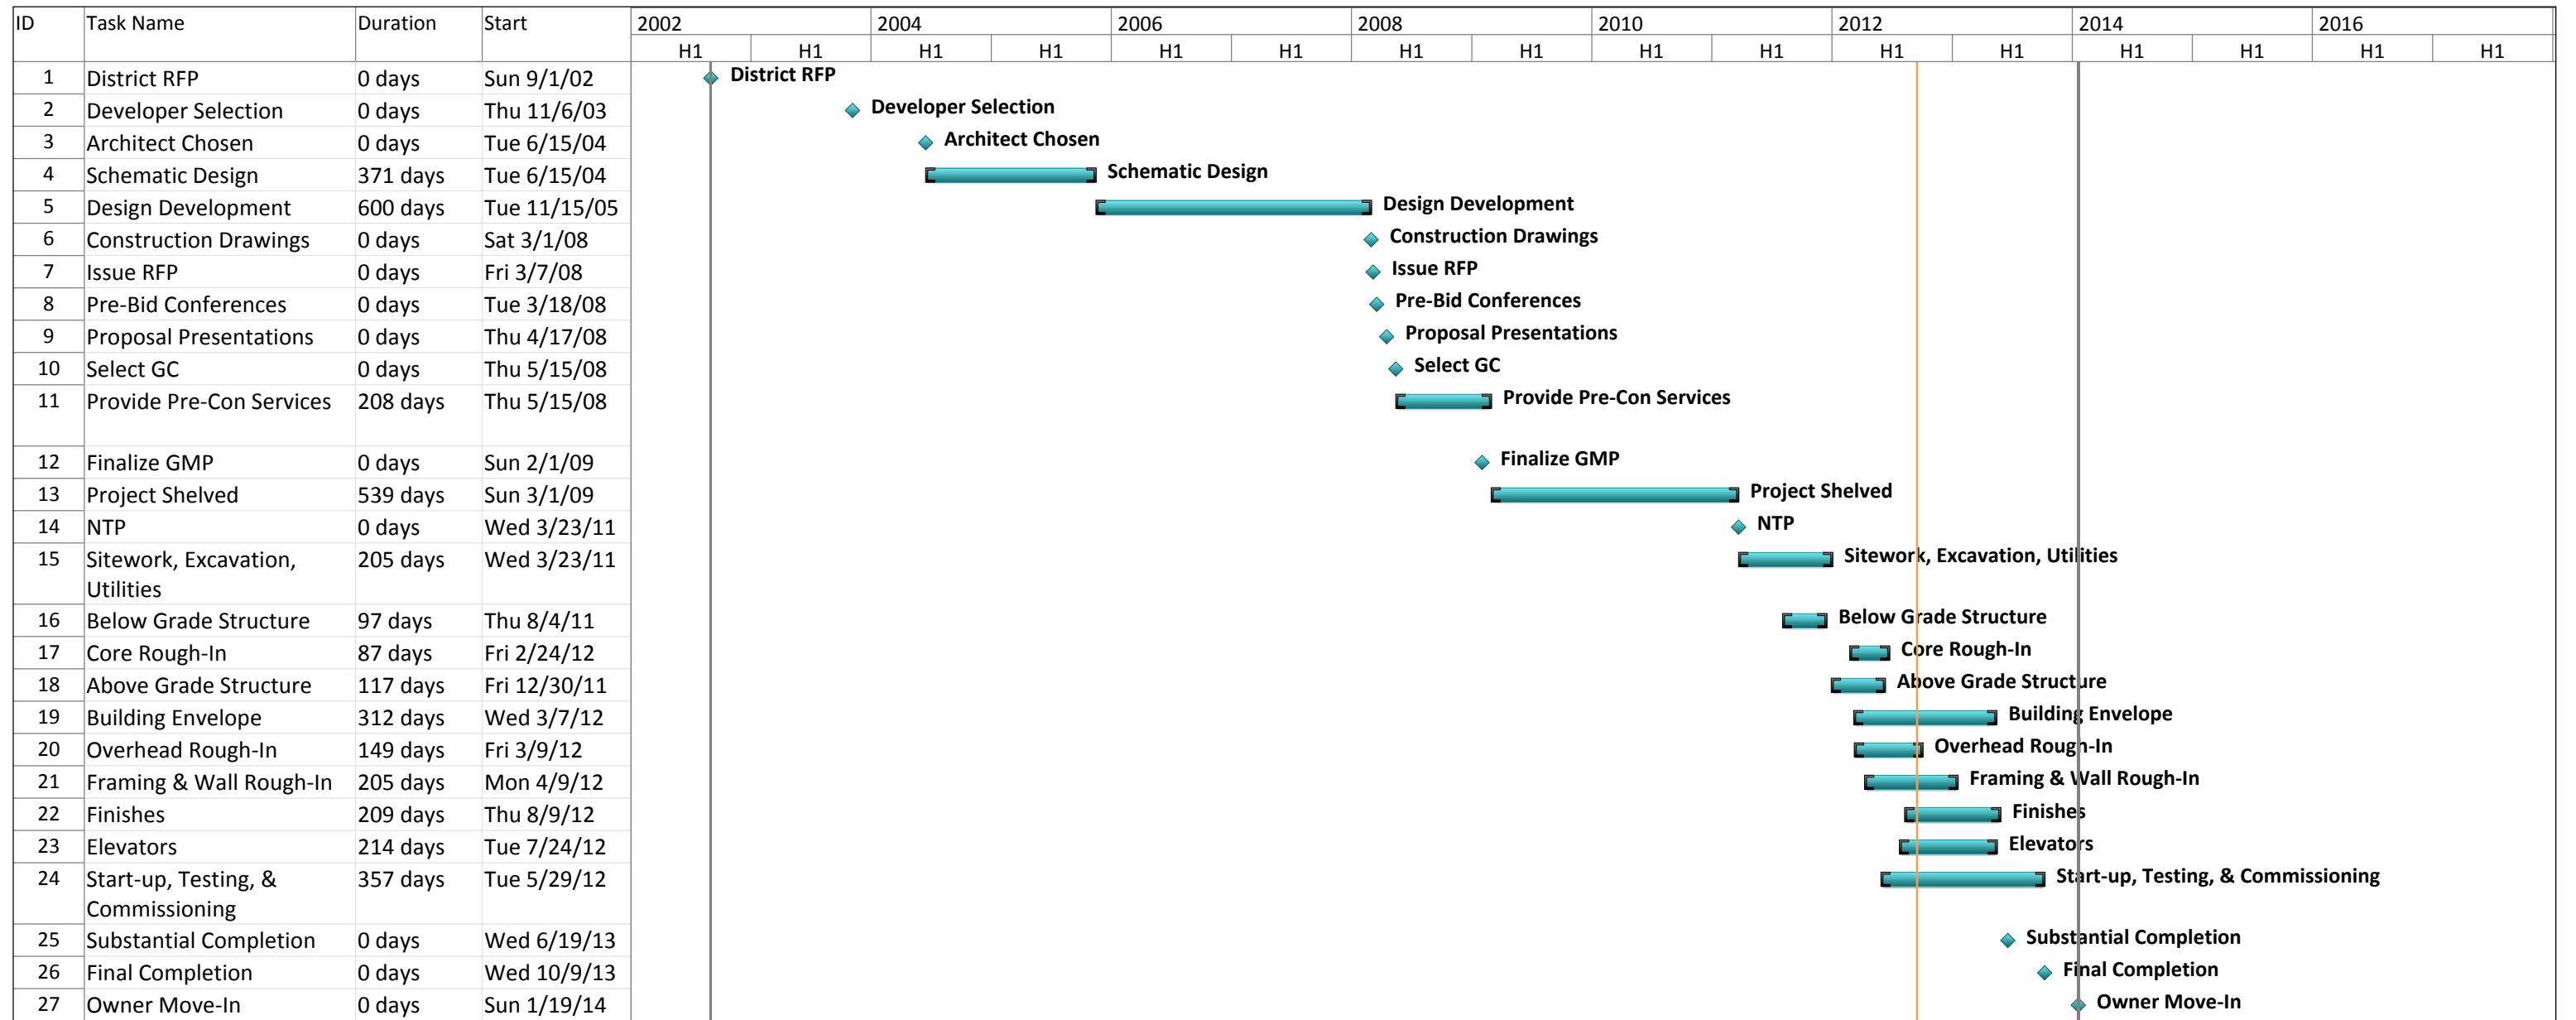 ID Task Name Duration Start 2002 2004 2006 2008 2010 2012 2014 2016
H1 H1 H1 H1 H1 H1 H1 H1 H1 H1 H1 H1 H1 H1 H1 H1
1 District RFP 0 days Sun 9/1/02 District RFP
2 Developer Selection 0 days Thu 11/6/03 Developer Selection
3 Architect Chosen 0 days Tue 6/15/04 Architect Chosen
4 Schematic Design 371 days Tue 6/15/04 Schematic Design
5 Design Development 600 days Tue 11/15/05 Design Development
6 Construction Drawings 0 days Sat 3/1/08 Construction Drawings
7 Issue RFP 0 days Fri 3/7/08 Issue RFP
8 Pre-Bid Conferences 0 days Tue 3/18/08 Pre-Bid Conferences
9 Proposal Presentations 0 days Thu 4/17/08 Proposal Presentations
10 Select GC 0 days Thu 5/15/08 Select GC
11 Provide Pre-Con Services 208 days Thu 5/15/08 Provide Pre-Con Services
12 Finalize GMP 0 days Sun 2/1/09 Finalize GMP
13 Project Shelved 539 days Sun 3/1/09 Project Shelved
14 NTP 0 days Wed 3/23/11 NTP
15 Sitework, Excavation, 205 days Wed 3/23/11 Sitework, Excavation, Utilities
Utilities
16 Below Grade Structure 97 days Thu 8/4/11 Below Grade Structure
17 Core Rough-In 87 days Fri 2/24/12 Core Rough-In
18 Above Grade Structure 117 days Fri 12/30/11 Above Grade Structure
19 Building Envelope 312 days Wed 3/7/12 Building Envelope
20 Overhead Rough-In 149 days Fri 3/9/12 Overhead Rough-In
21 Framing & Wall Rough-In 205 days Mon 4/9/12 Framing & Wall Rough-In
22 Finishes 209 days Thu 8/9/12 Finishes
23 Elevators 214 days Tue 7/24/12 Elevators
24 Start-up, Testing, & 357 days Tue 5/29/12 Start-up, Testing, & Commissioning
Commissioning
25 Substantial Completion 0 days Wed 6/19/13 Substantial Completion
26 Final Completion 0 days Wed 10/9/13 Final Completion
27 Owner Move-In 0 days Sun 1/19/14 Owner Move-In